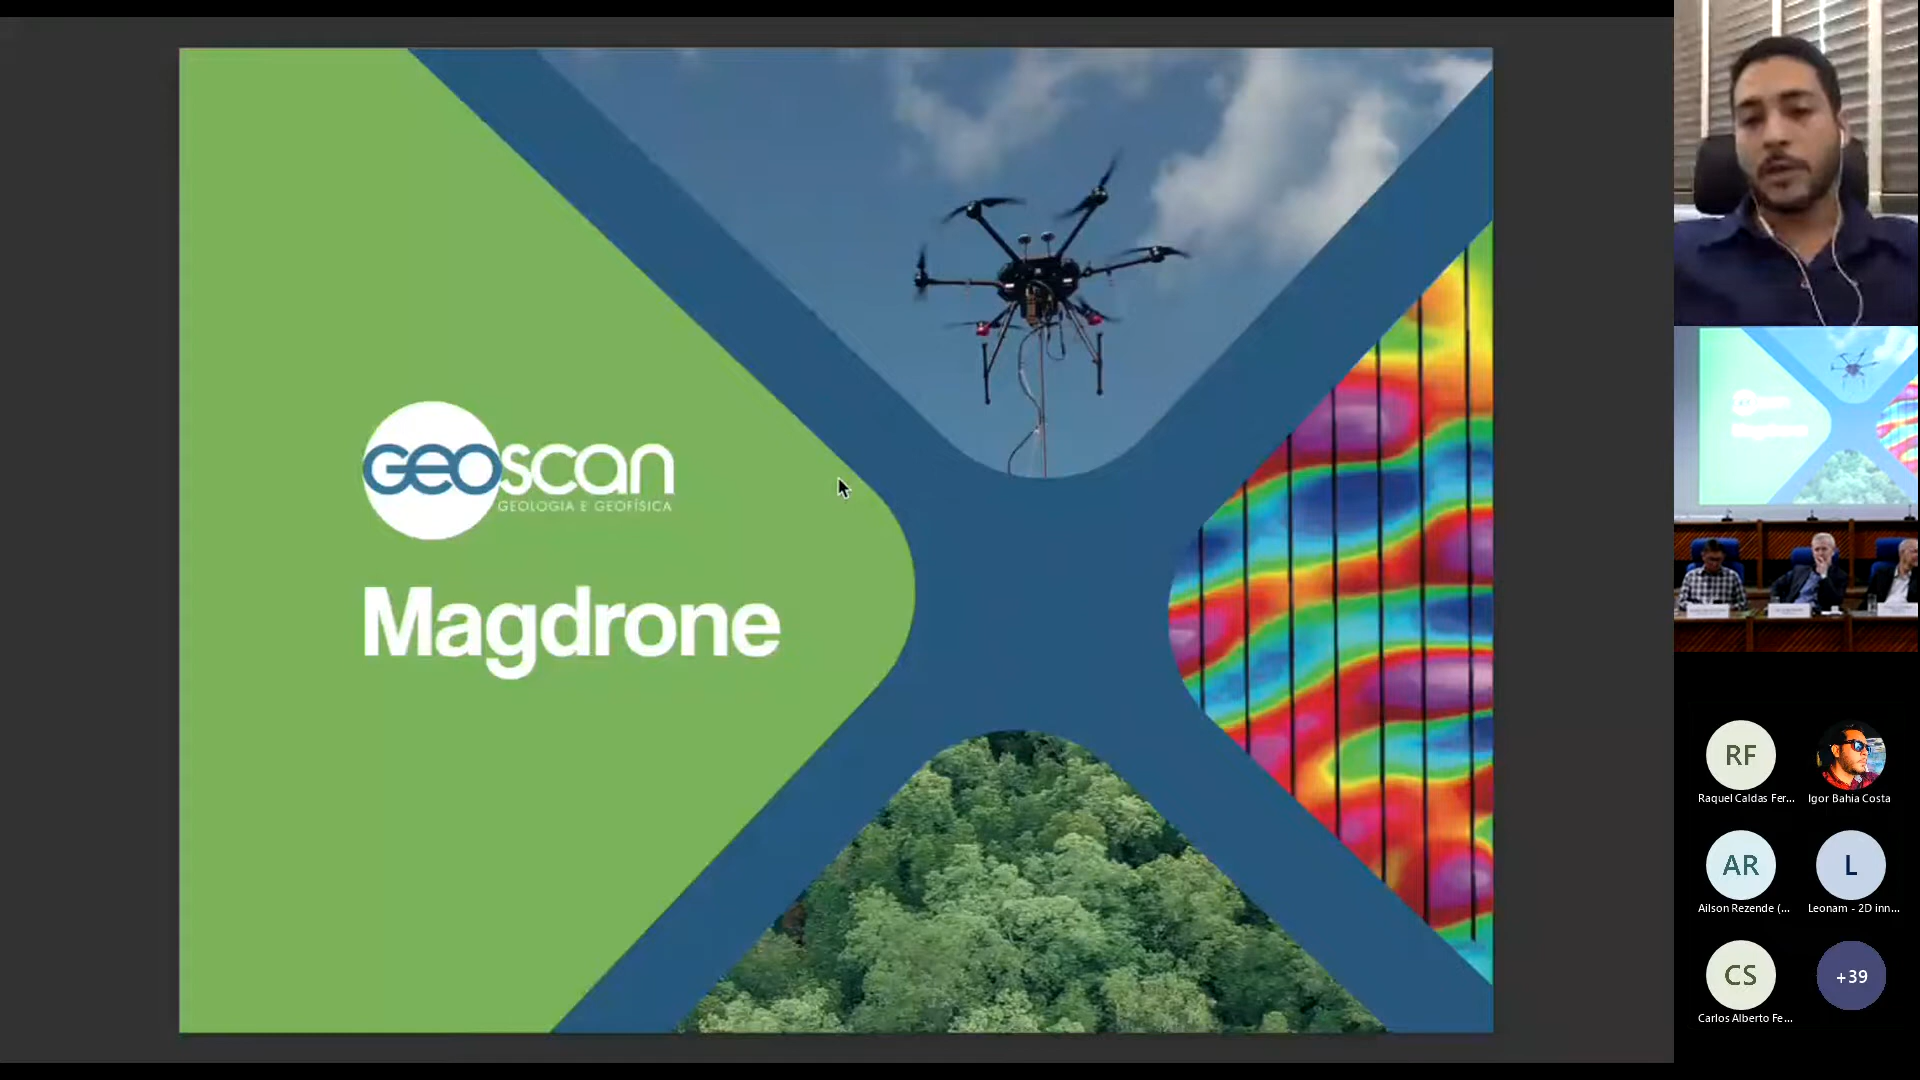 GEOSCAN
GEOLOGIA E GEOFÍSICA
Magdrone
RF
Raquel Caldas Fer...
Igor Bahia Costa
AR
Ailson Rezende (...
L
Leonam - 2D inn...
CS
Carlos Alberto Fe...
+39